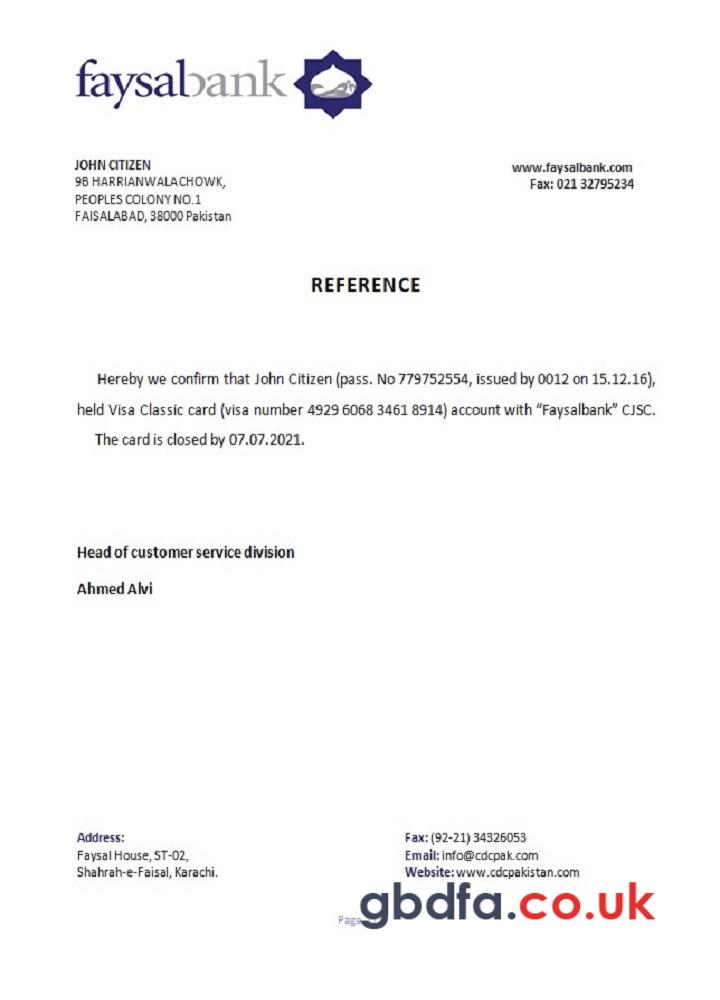 faysalbank
JOHN CITIZEN
9B HARRIANWALACHOWK,
PEOPLES COLONY NO.1
FAISALABAD, 38000 Pakistan
www.faysalbank.com
Fax: 021 32795234
REFERENCE
Hereby we confirm that John Citizen (pass. No 779752554, issued by 0012 on 15.12.16),
held Visa Classic card (visa number 4929 6068 3461 8914) account with “Faysalbank” CJSC.
The card is closed by 07.07.2021.
Head of customer service division
Ahmed Alvi
Address:
Faysal House, ST-02,
Shahrah-e-Faisal, Karachi.
Fax: (92-21) 34326053
Email: info@cdcpak.com
Website: www.cdcpakistan.com
Page
gbdfa.co.uk